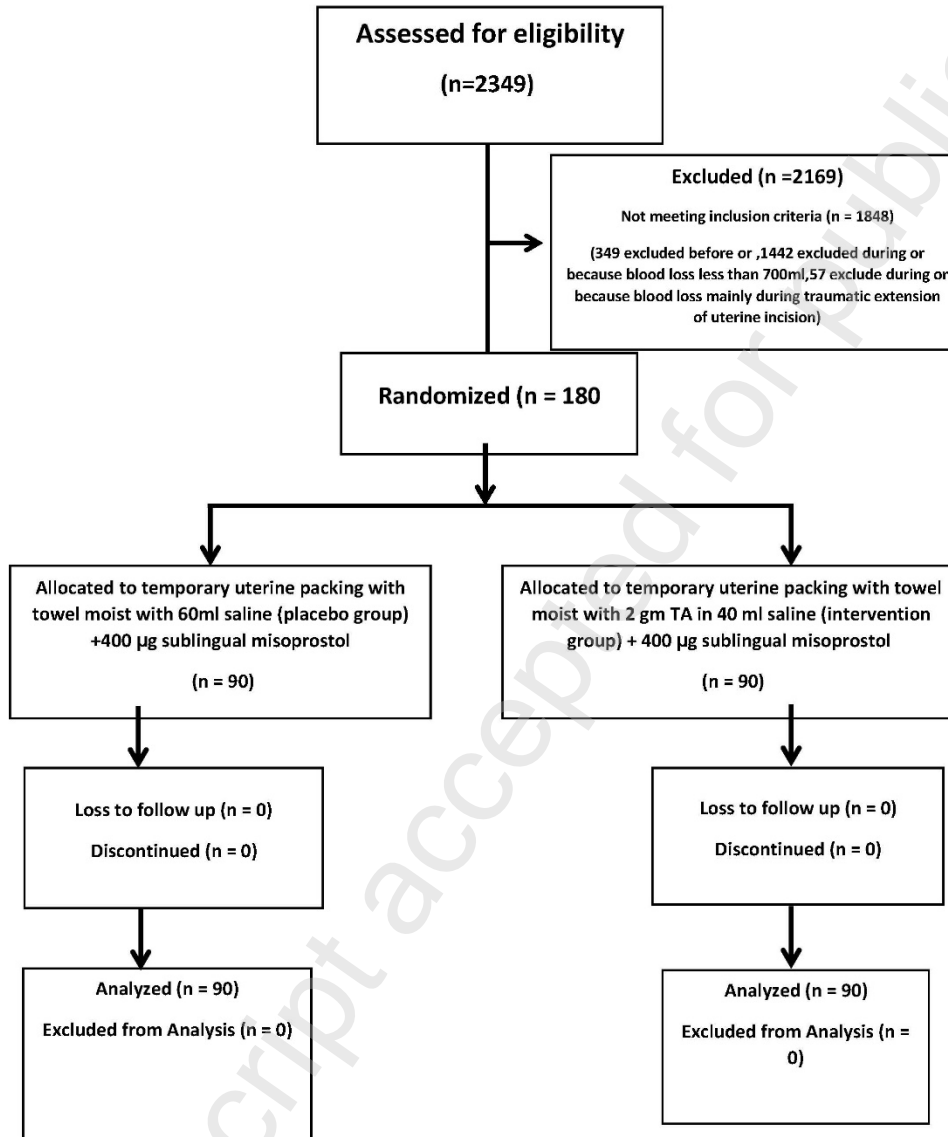 Assessed for eligibility
(n=2349)
Excluded (n =2169)
Not meeting inclusion criteria (n = 1848)
(349 excluded before or ,1442 excluded during or
because blood loss less than 700ml,57 exclude during or
because blood loss mainly during traumatic extension
of uterine incision)
Randomized (n = 180
Allocated to temporary uterine packing with
towel moist with 60ml saline (placebo group)
+400 µg sublingual misoprostol
(n = 90)
Allocated to temporary uterine packing with towel
moist with 2 gm TA in 40 ml saline (intervention
group) + 400 µg sublingual misoprostol
(n = 90)
Loss to follow up (n = 0)
Discontinued (n = 0)
Loss to follow up (n = 0)
Discontinued (n = 0)
Analyzed (n = 90)
Excluded from Analysis (n = 0)
Analyzed (n = 90)
Excluded from Analysis (n =
0)
cript accepted for public